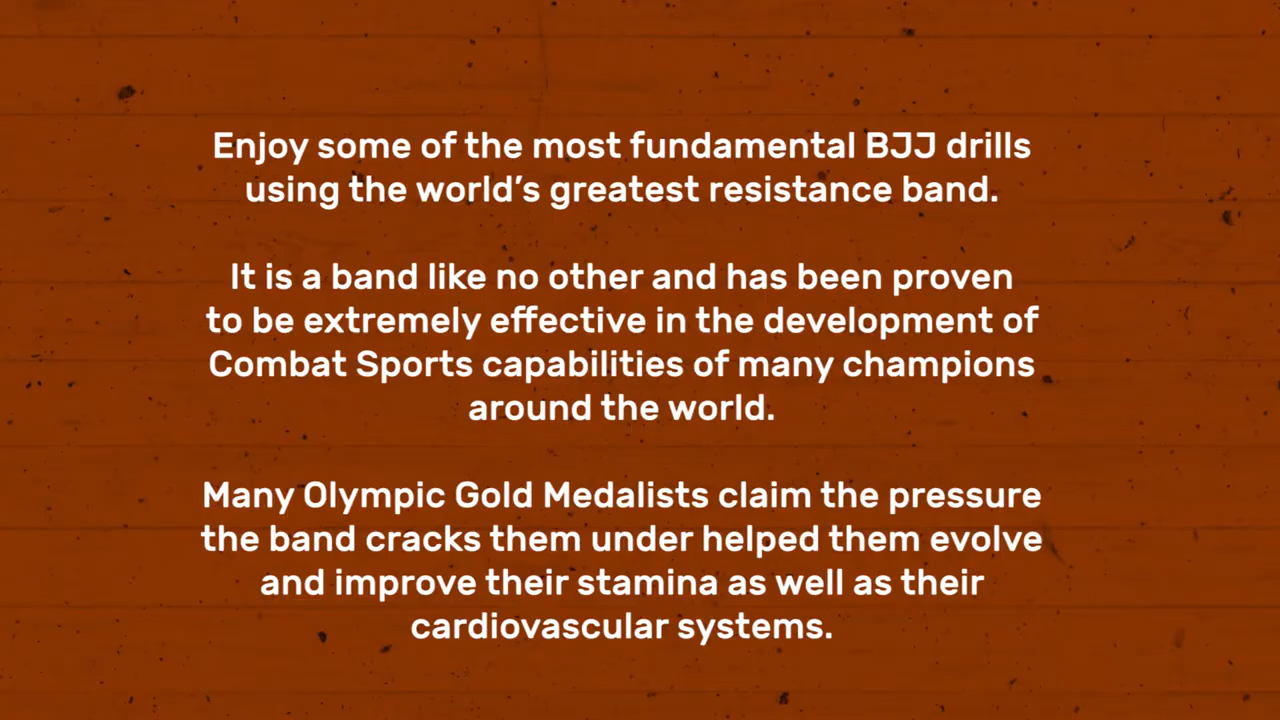 Enjoy some of the most fundamental BJJ drills
using the world’s greatest resistance band.
It is a band like no other and has been proven
to be extremely effective in the development of
Combat Sports capabilities of many champions
around the world.
Many Olympic Gold Medalists claim the pressure
the band cracks them under helped them evolve
and improve their stamina as well as their
cardiovascular systems.